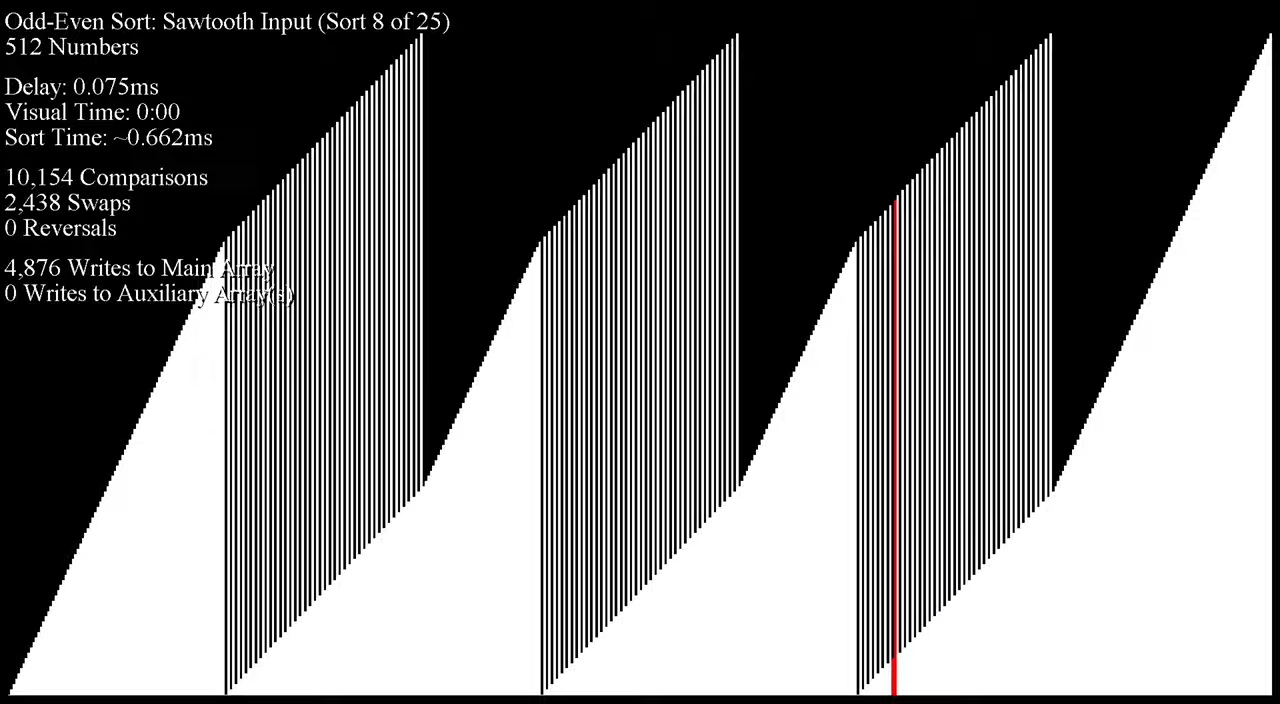 Odd-Even Sort: Sawtooth Input (Sort 8 of 25)
512 Numbers
Delay: 0.075ms
Visual Time: 0:00
Sort Time: ~0.662ms
10,154 Comparisons
2,438 Swaps
0 Reversals
4,876 Writes to Main Array
0 Writes to Auxiliary Array(s)